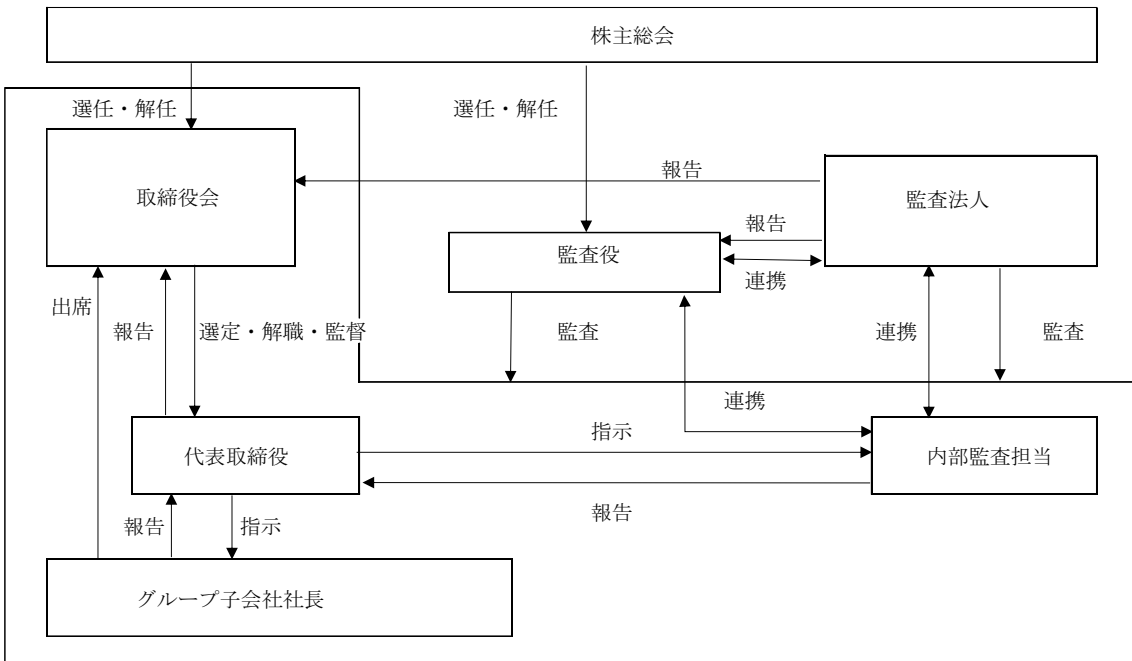 株主総会
選任・解任
選任・解任
取締役会
報告
監査法人
報告
監査役
連携
出席
報告
選定・解職・監督
監査
連携
監査
連携
代表取締役
指示
内部監査担当
報告
報告
指示
グループ子会社社長